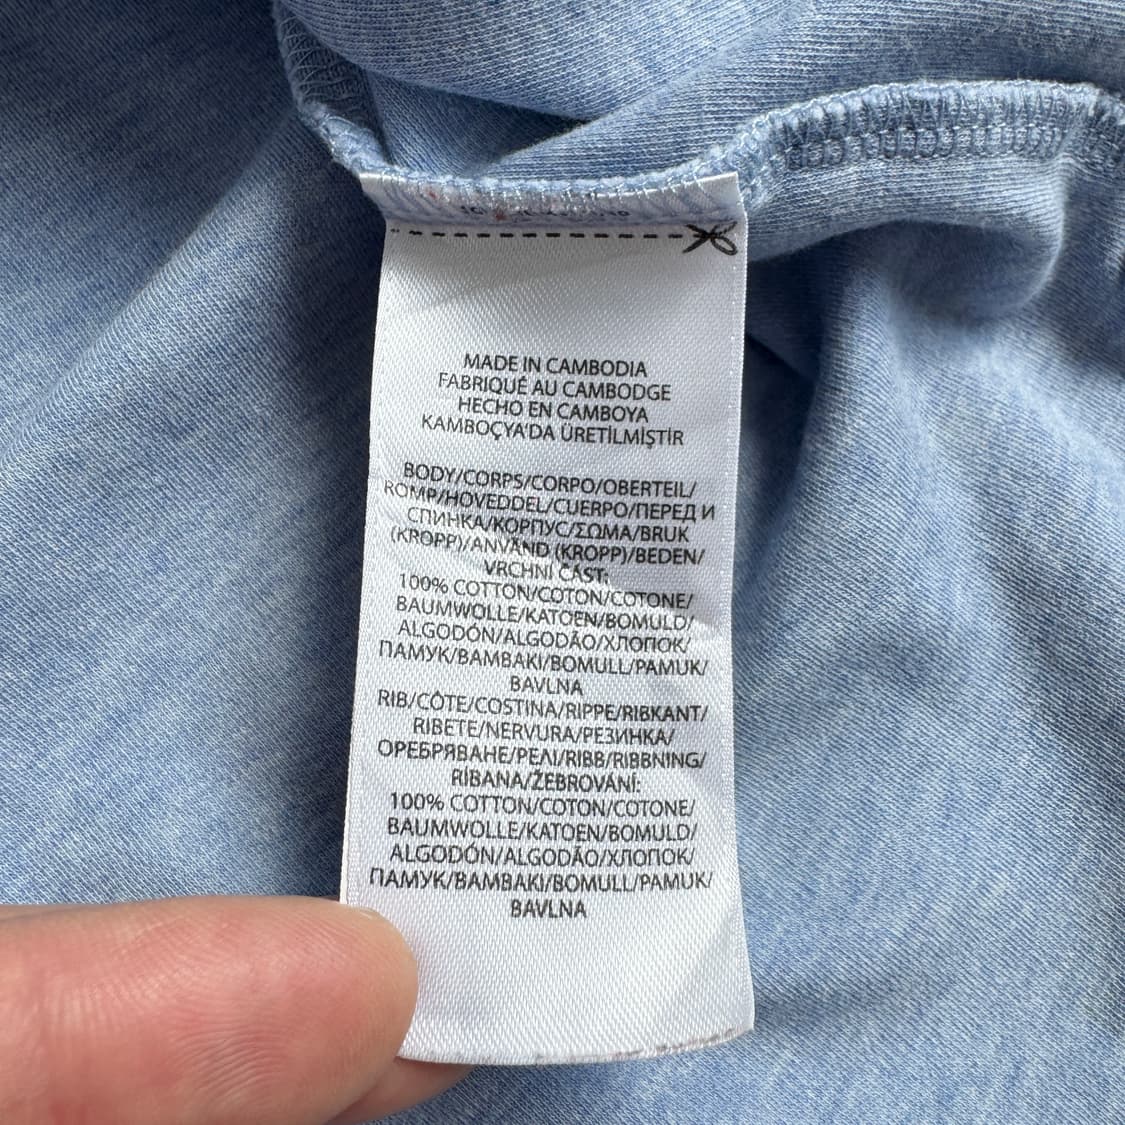 MADE IN CAMBODIA
FABRIQUÉ AU CAMBODGE
HECHO EN CAMBOYA
KAMBOÇYA'DA ÜRETİLMİŞTİR
BODY/CORPS/CORPO/OBERTEIL/
ROMP/HOVEDDEL/CUERPO/ПЕРЕД И
СПИНКА/КОРПУС/ΣΩΜΑ/BRUK
(KROPP)/ANVÄND (KROPP)/BEDEN/
VRCHNÍ ČÁST:
100% COTTON/COTON/COTONE/
BAUMWOLLE/KATOEN/BOMULD/
ALGODÓN/ALGODÃO/ХЛОПОК/
ПАМУК/BAMBAKI/BOMULL/PAMUK/
BAVLNA
RIB/CÔTE/COSTINA/RIPPE/RIBKANT/
RIBETE/NERVURA/РЕЗИНКА/
ОРЕБРЯВАНЕ/ΡΕΛΙ/RIBB/RIBBNING/
RİBANA/ŽEBROVÁNÍ:
100% COTTON/COTON/COTONE/
BAUMWOLLE/KATOEN/BOMULD/
ALGODÓN/ALGODÃO/ХЛОПОК/
ПАМУК/BAMBAKI/BOMULL/PAMUK/
BAVLNA